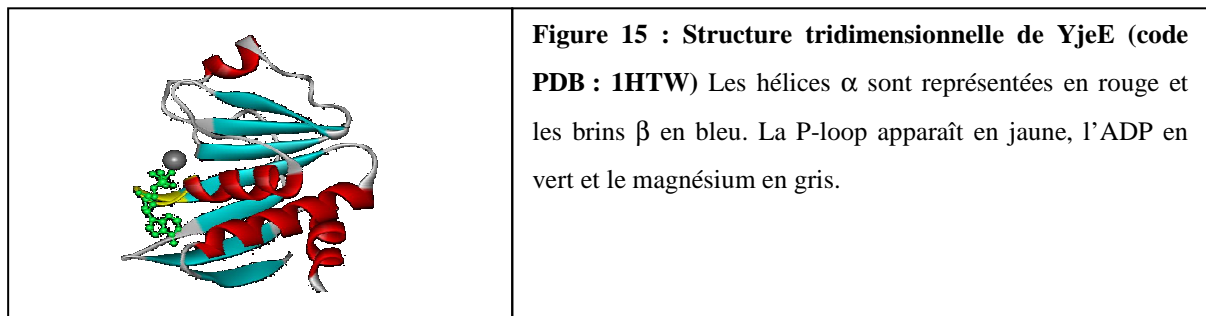 Figure 15 : Structure tridimensionnelle de YjeE (code
PDB : 1HTW) Les hélices α sont représentées en rouge et
les brins β en bleu. La P-loop apparaît en jaune, l’ADP en
vert et le magnésium en gris.